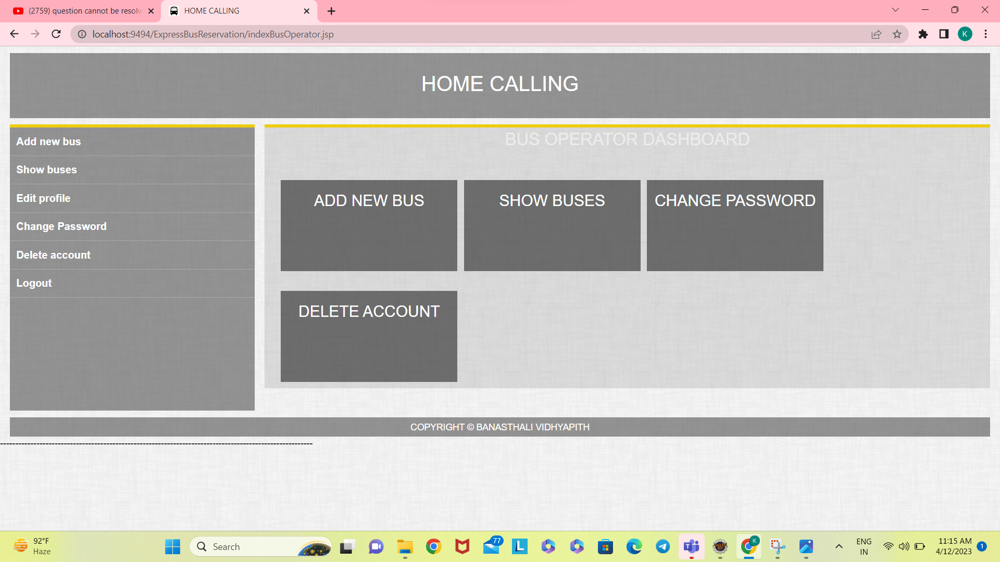 (2759) question cannot be resolv
HOME CALLING
localhost:9494/ExpressBusReservation/indexBusOperator.jsp
K
HOME CALLING
Add new bus
Show buses
Edit profile
Change Password
Delete account
Logout
BUS OPERATOR DASHBOARD
ADD NEW BUS
SHOW BUSES
CHANGE PASSWORD
DELETE ACCOUNT
COPYRIGHT © BANASTHALI VIDHYAPITH
92°F
Haze
Search
77
L
T
K
ENG
IN
11:15 AM
4/12/2023
1